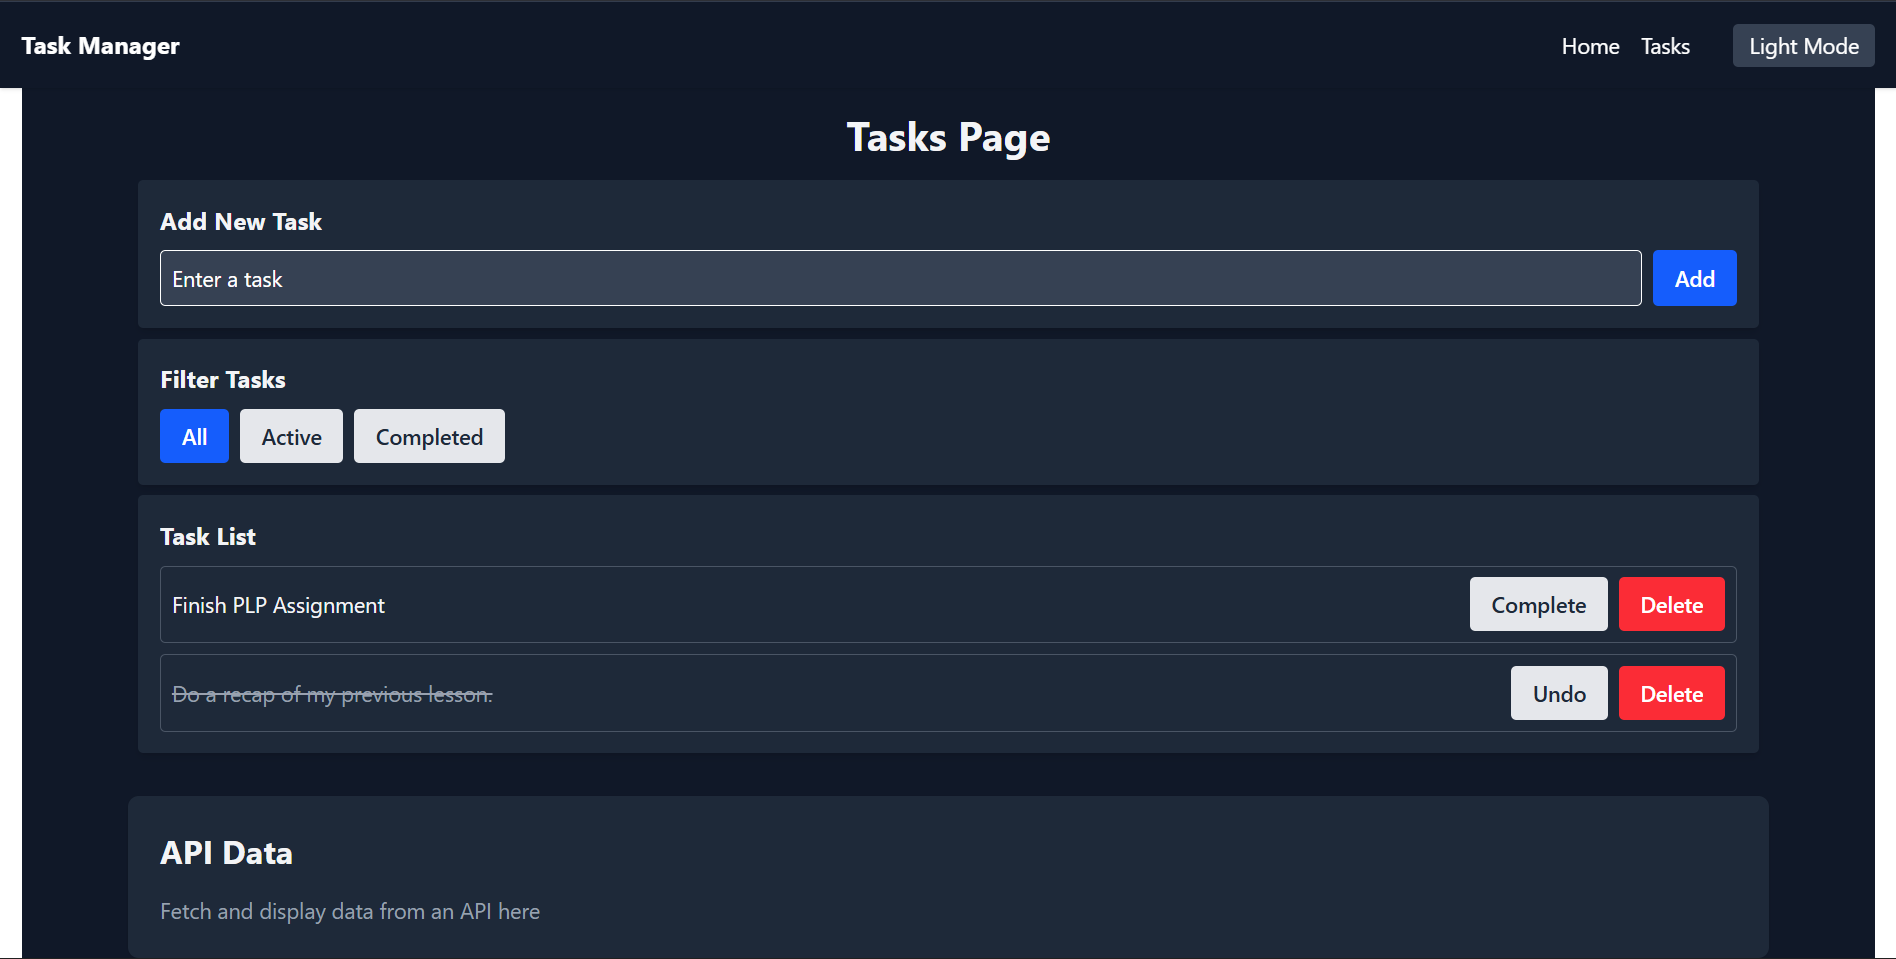 Task Manager
Home Tasks Light Mode
Tasks Page
Add New Task
Enter a task Add
Filter Tasks
All Active Completed
Task List
Finish PLP Assignment Complete Delete
Do a recap of my previous lesson. Undo Delete
API Data
Fetch and display data from an API here